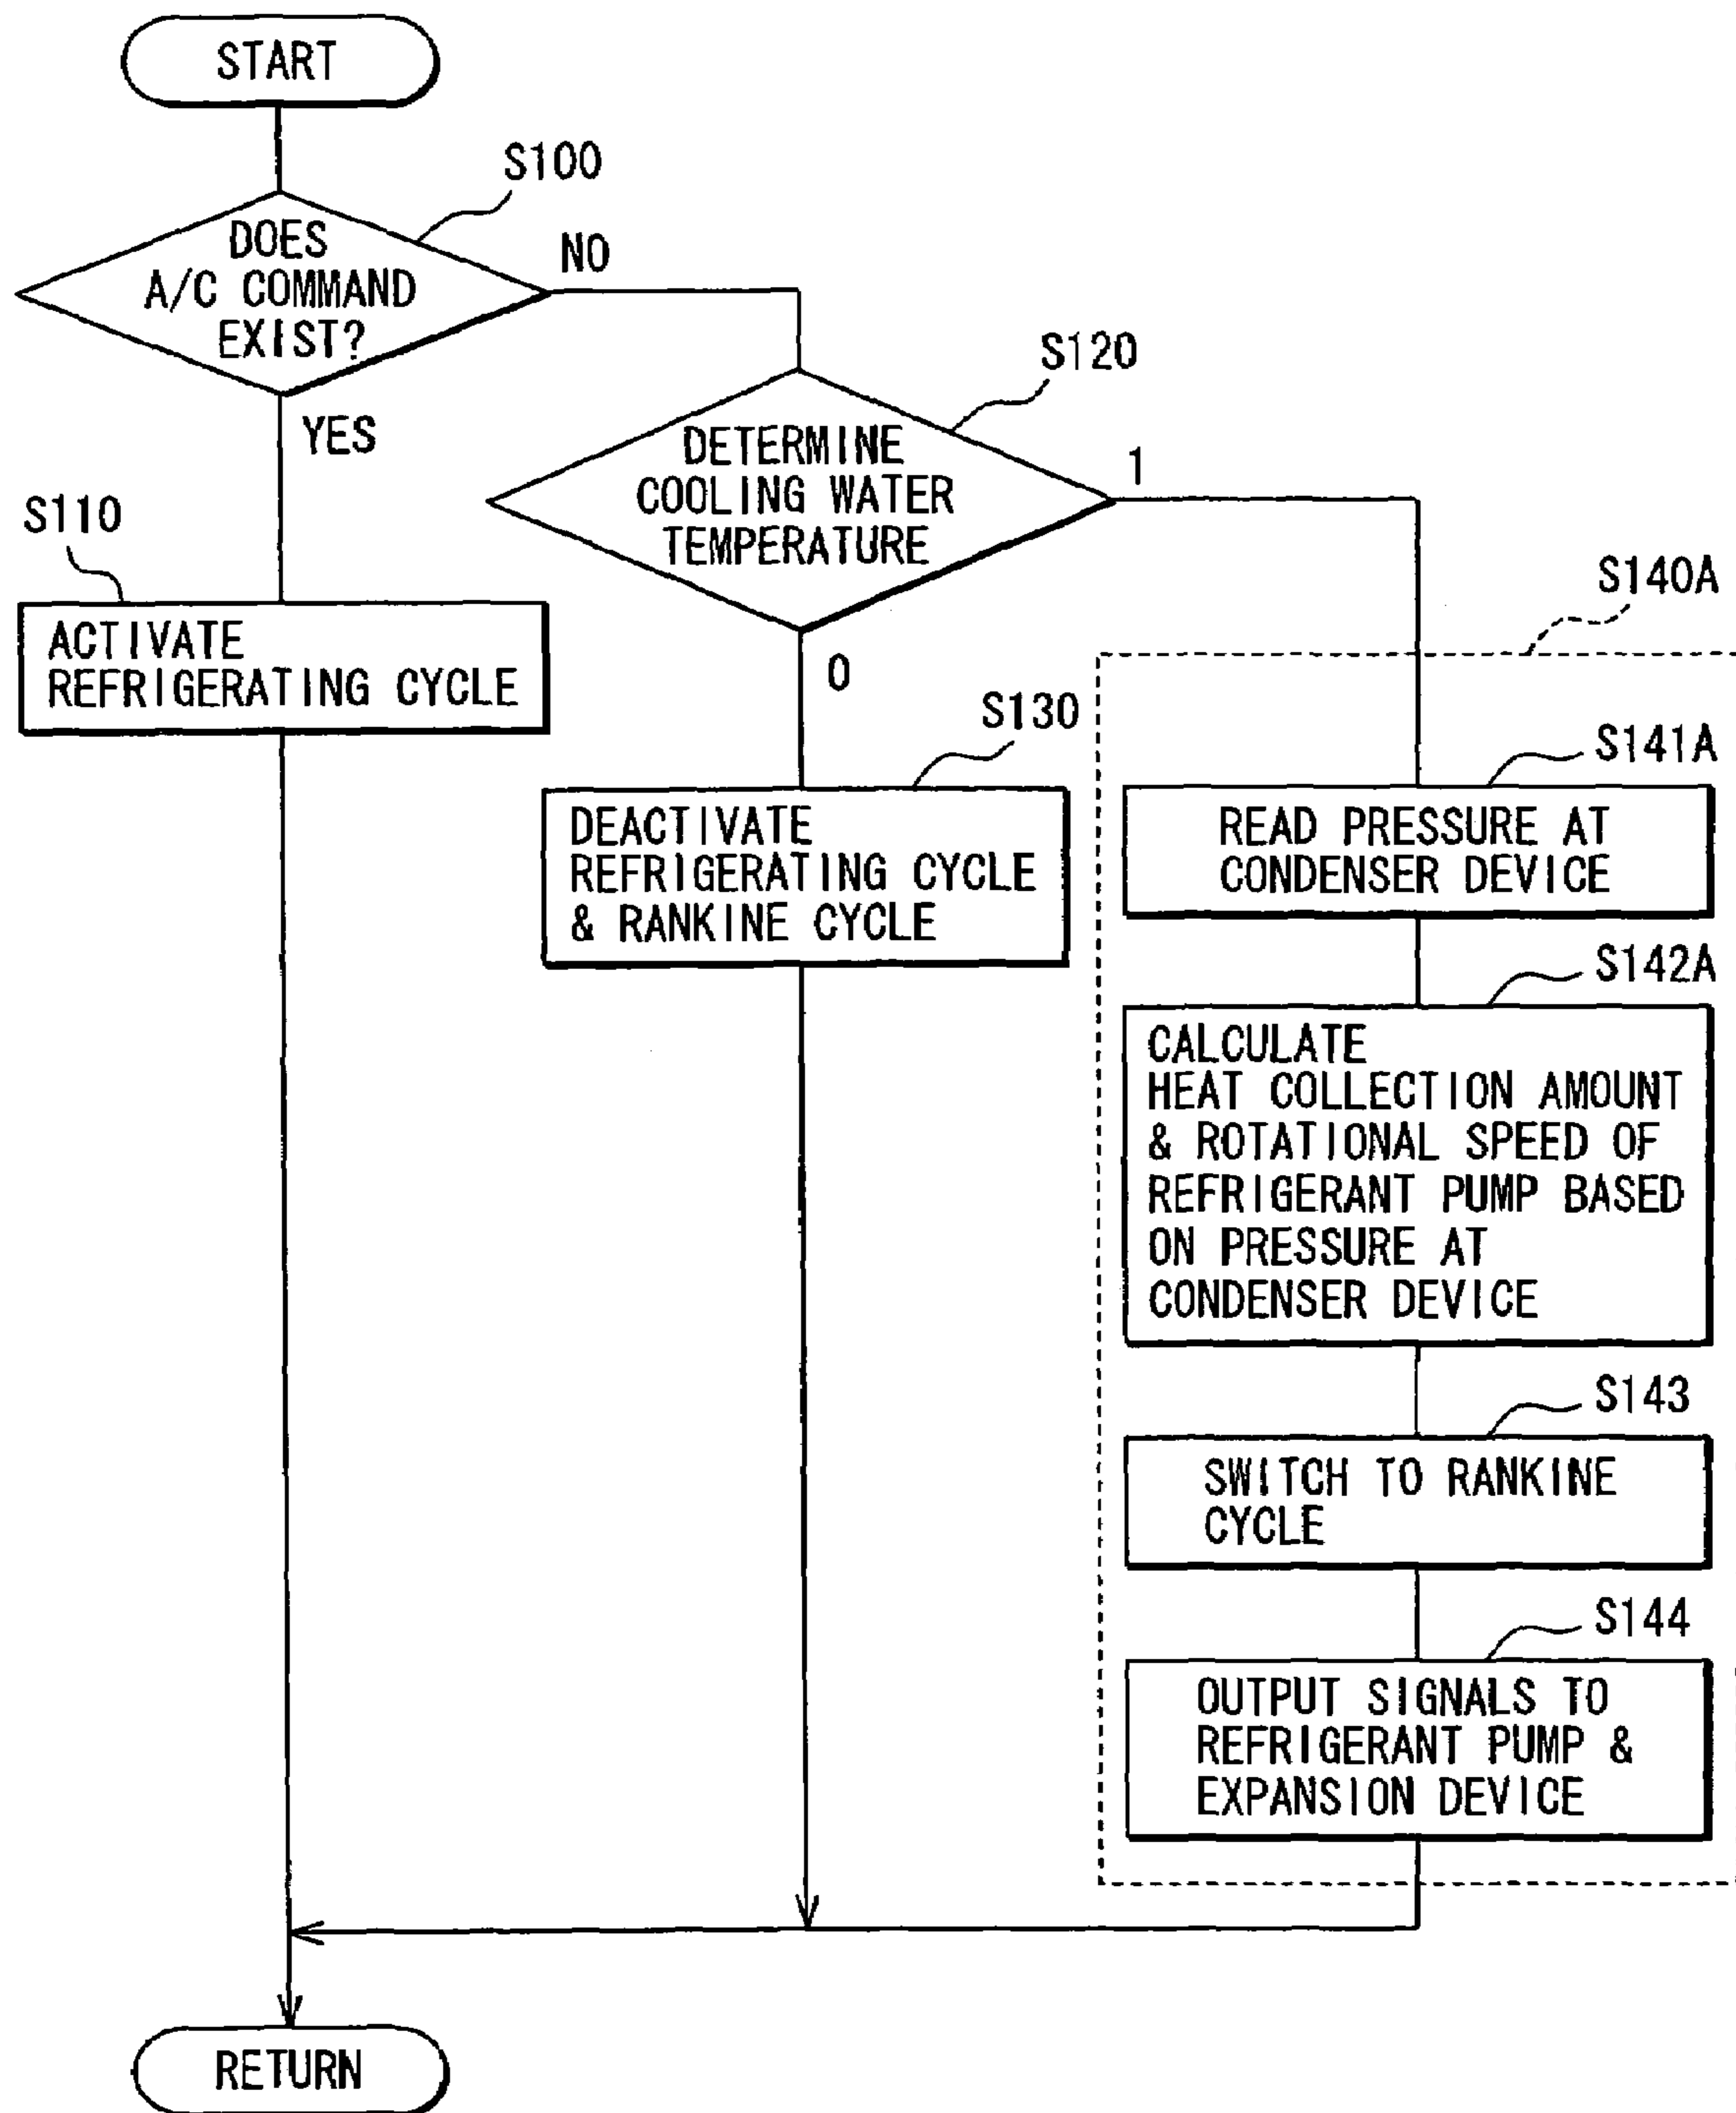 START
S100
DOES
A/C COMMAND
EXIST?
NO
YES
S120
DETERMINE
COOLING WATER
TEMPERATURE
1
0
S110
ACTIVATE
REFRIGERATING CYCLE
S130
DEACTIVATE
REFRIGERATING CYCLE
& RANKINE CYCLE
S140A
S141A
READ PRESSURE AT
CONDENSER DEVICE
S142A
CALCULATE
HEAT COLLECTION AMOUNT
& ROTATIONAL SPEED OF
REFRIGERANT PUMP BASED
ON PRESSURE AT
CONDENSER DEVICE
S143
SWITCH TO RANKINE
CYCLE
S144
OUTPUT SIGNALS TO
REFRIGERANT PUMP &
EXPANSION DEVICE
RETURN